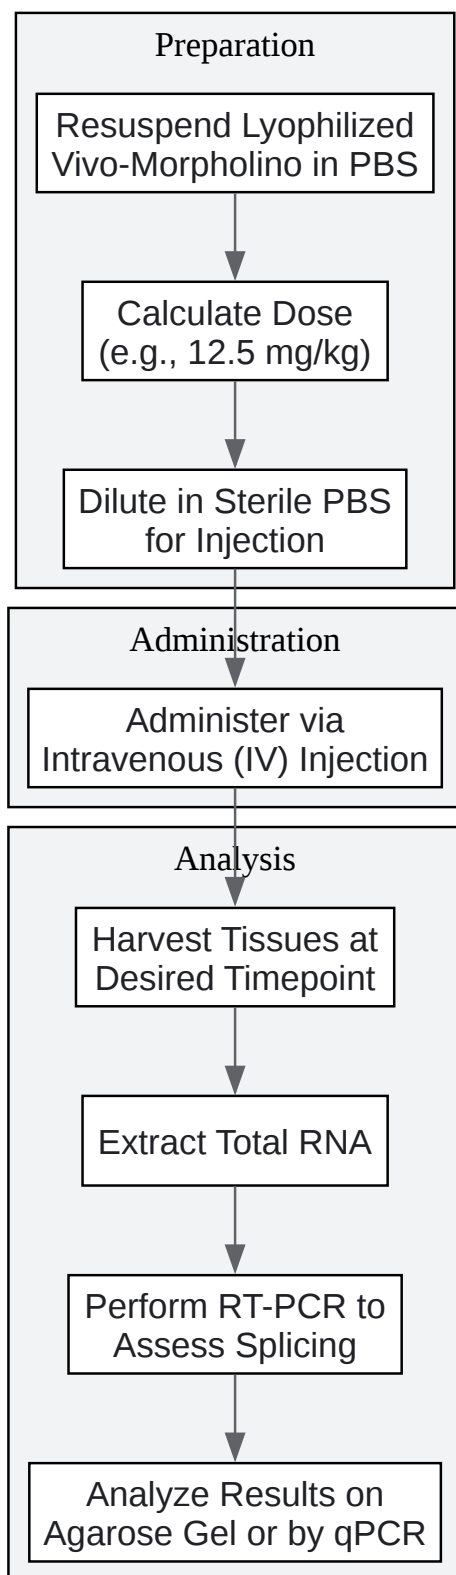 Preparation
Resuspend Lyophilized
Vivo-Morpholino in PBS
Calculate Dose
(e.g., 12.5 mg/kg)
Dilute in Sterile PBS
for Injection
Administration
Administer via
Intravenous (IV) Injection
Analysis
Harvest Tissues at
Desired Timepoint
Extract Total RNA
Perform RT-PCR to
Assess Splicing
Analyze Results on
Agarose Gel or by qPCR